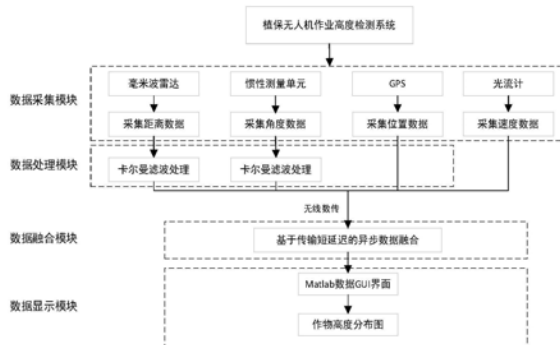 植保无人机作业高度检测系统
数据采集模块
毫米波雷达
惯性测量单元
GPS
光流计
采集距离数据
采集角度数据
采集位置数据
采集速度数据
数据处理模块
卡尔曼滤波处理
卡尔曼滤波处理
无线数传
数据融合模块
基于传输短延迟的异步数据融合
数据显示模块
Matlab数据GUI界面
作物高度分布图